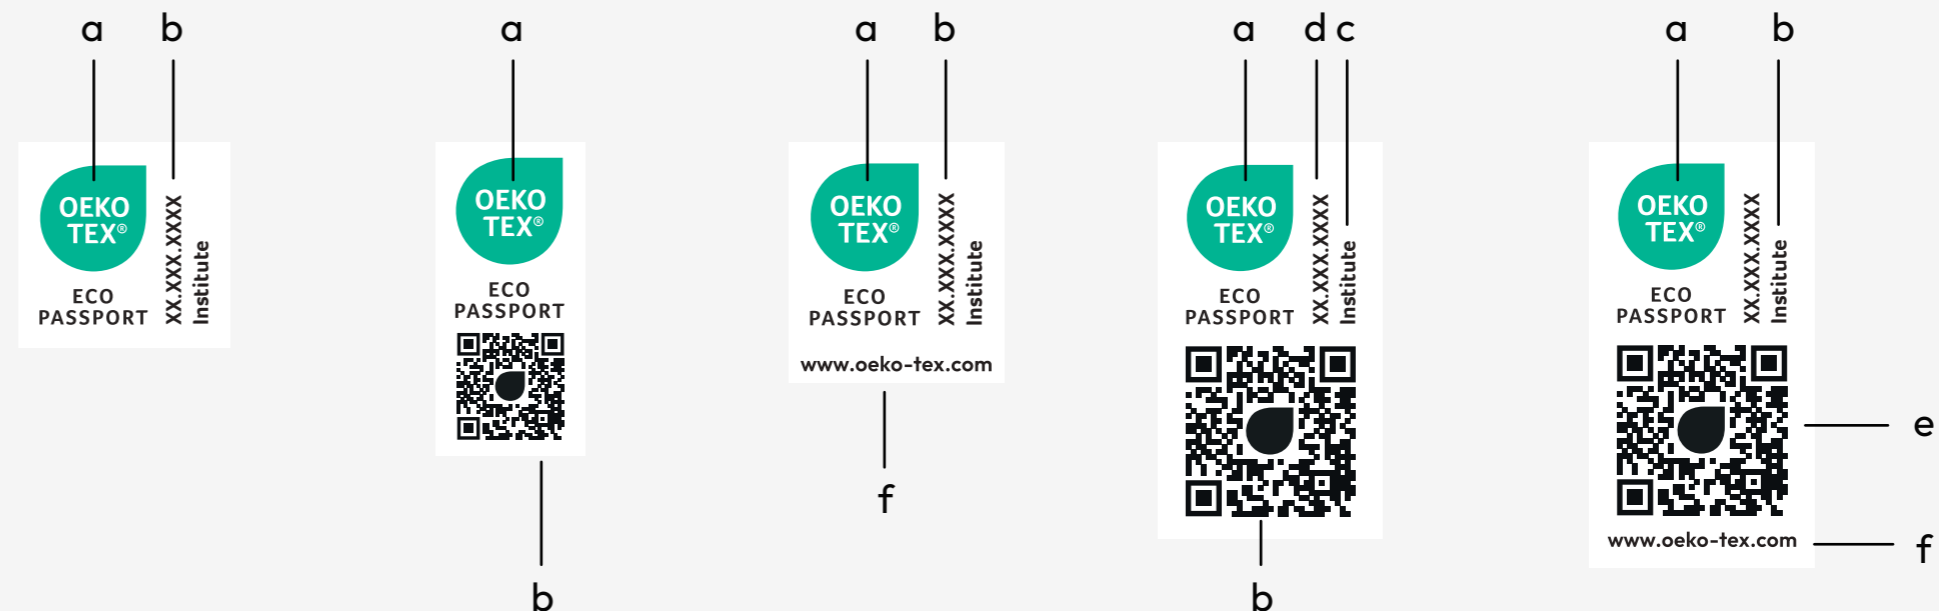 a b
OEKO
TEX®
ECO
PASSPORT
XX.XXX.XXXX
Institute
a
OEKO
TEX®
ECO
PASSPORT
b
a b
OEKO
TEX®
ECO
PASSPORT
XX.XXX.XXXX
Institute
www.oeko-tex.com
f
a d c
OEKO
TEX®
ECO
PASSPORT
XX.XXX.XXXX
Institute
b
a b
OEKO
TEX®
ECO
PASSPORT
XX.XXX.XXXX
Institute
e
www.oeko-tex.com
f